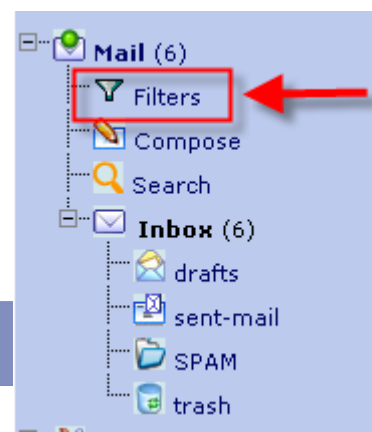 Mail (6)
Filters
Compose
Search
Inbox (6)
drafts
sent-mail
SPAM
trash